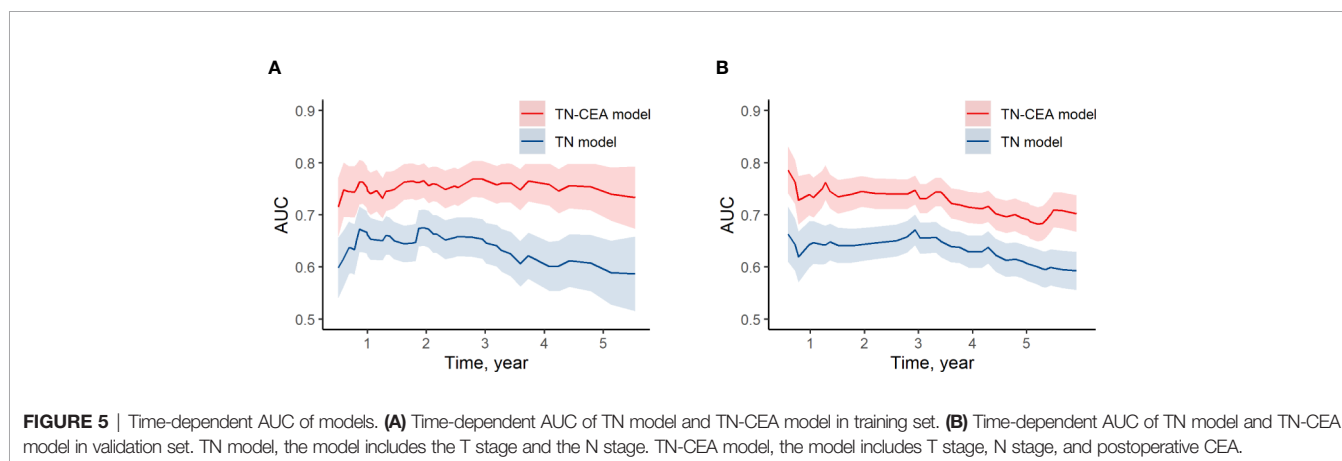 A
B
0.9
0.8
0.7
0.6
0.5
AUC
TN-CEA model
TN model
1 2 3 4 5
Time, year
0.9
0.8
0.7
0.6
0.5
AUC
TN-CEA model
TN model
1 2 3 4 5
Time, year
FIGURE 5 | Time-dependent AUC of models. (A) Time-dependent AUC of TN model and TN-CEA model in training set. (B) Time-dependent AUC of TN model and TN-CEA
model in validation set. TN model, the model includes the T stage and the N stage. TN-CEA model, the model includes T stage, N stage, and postoperative CEA.